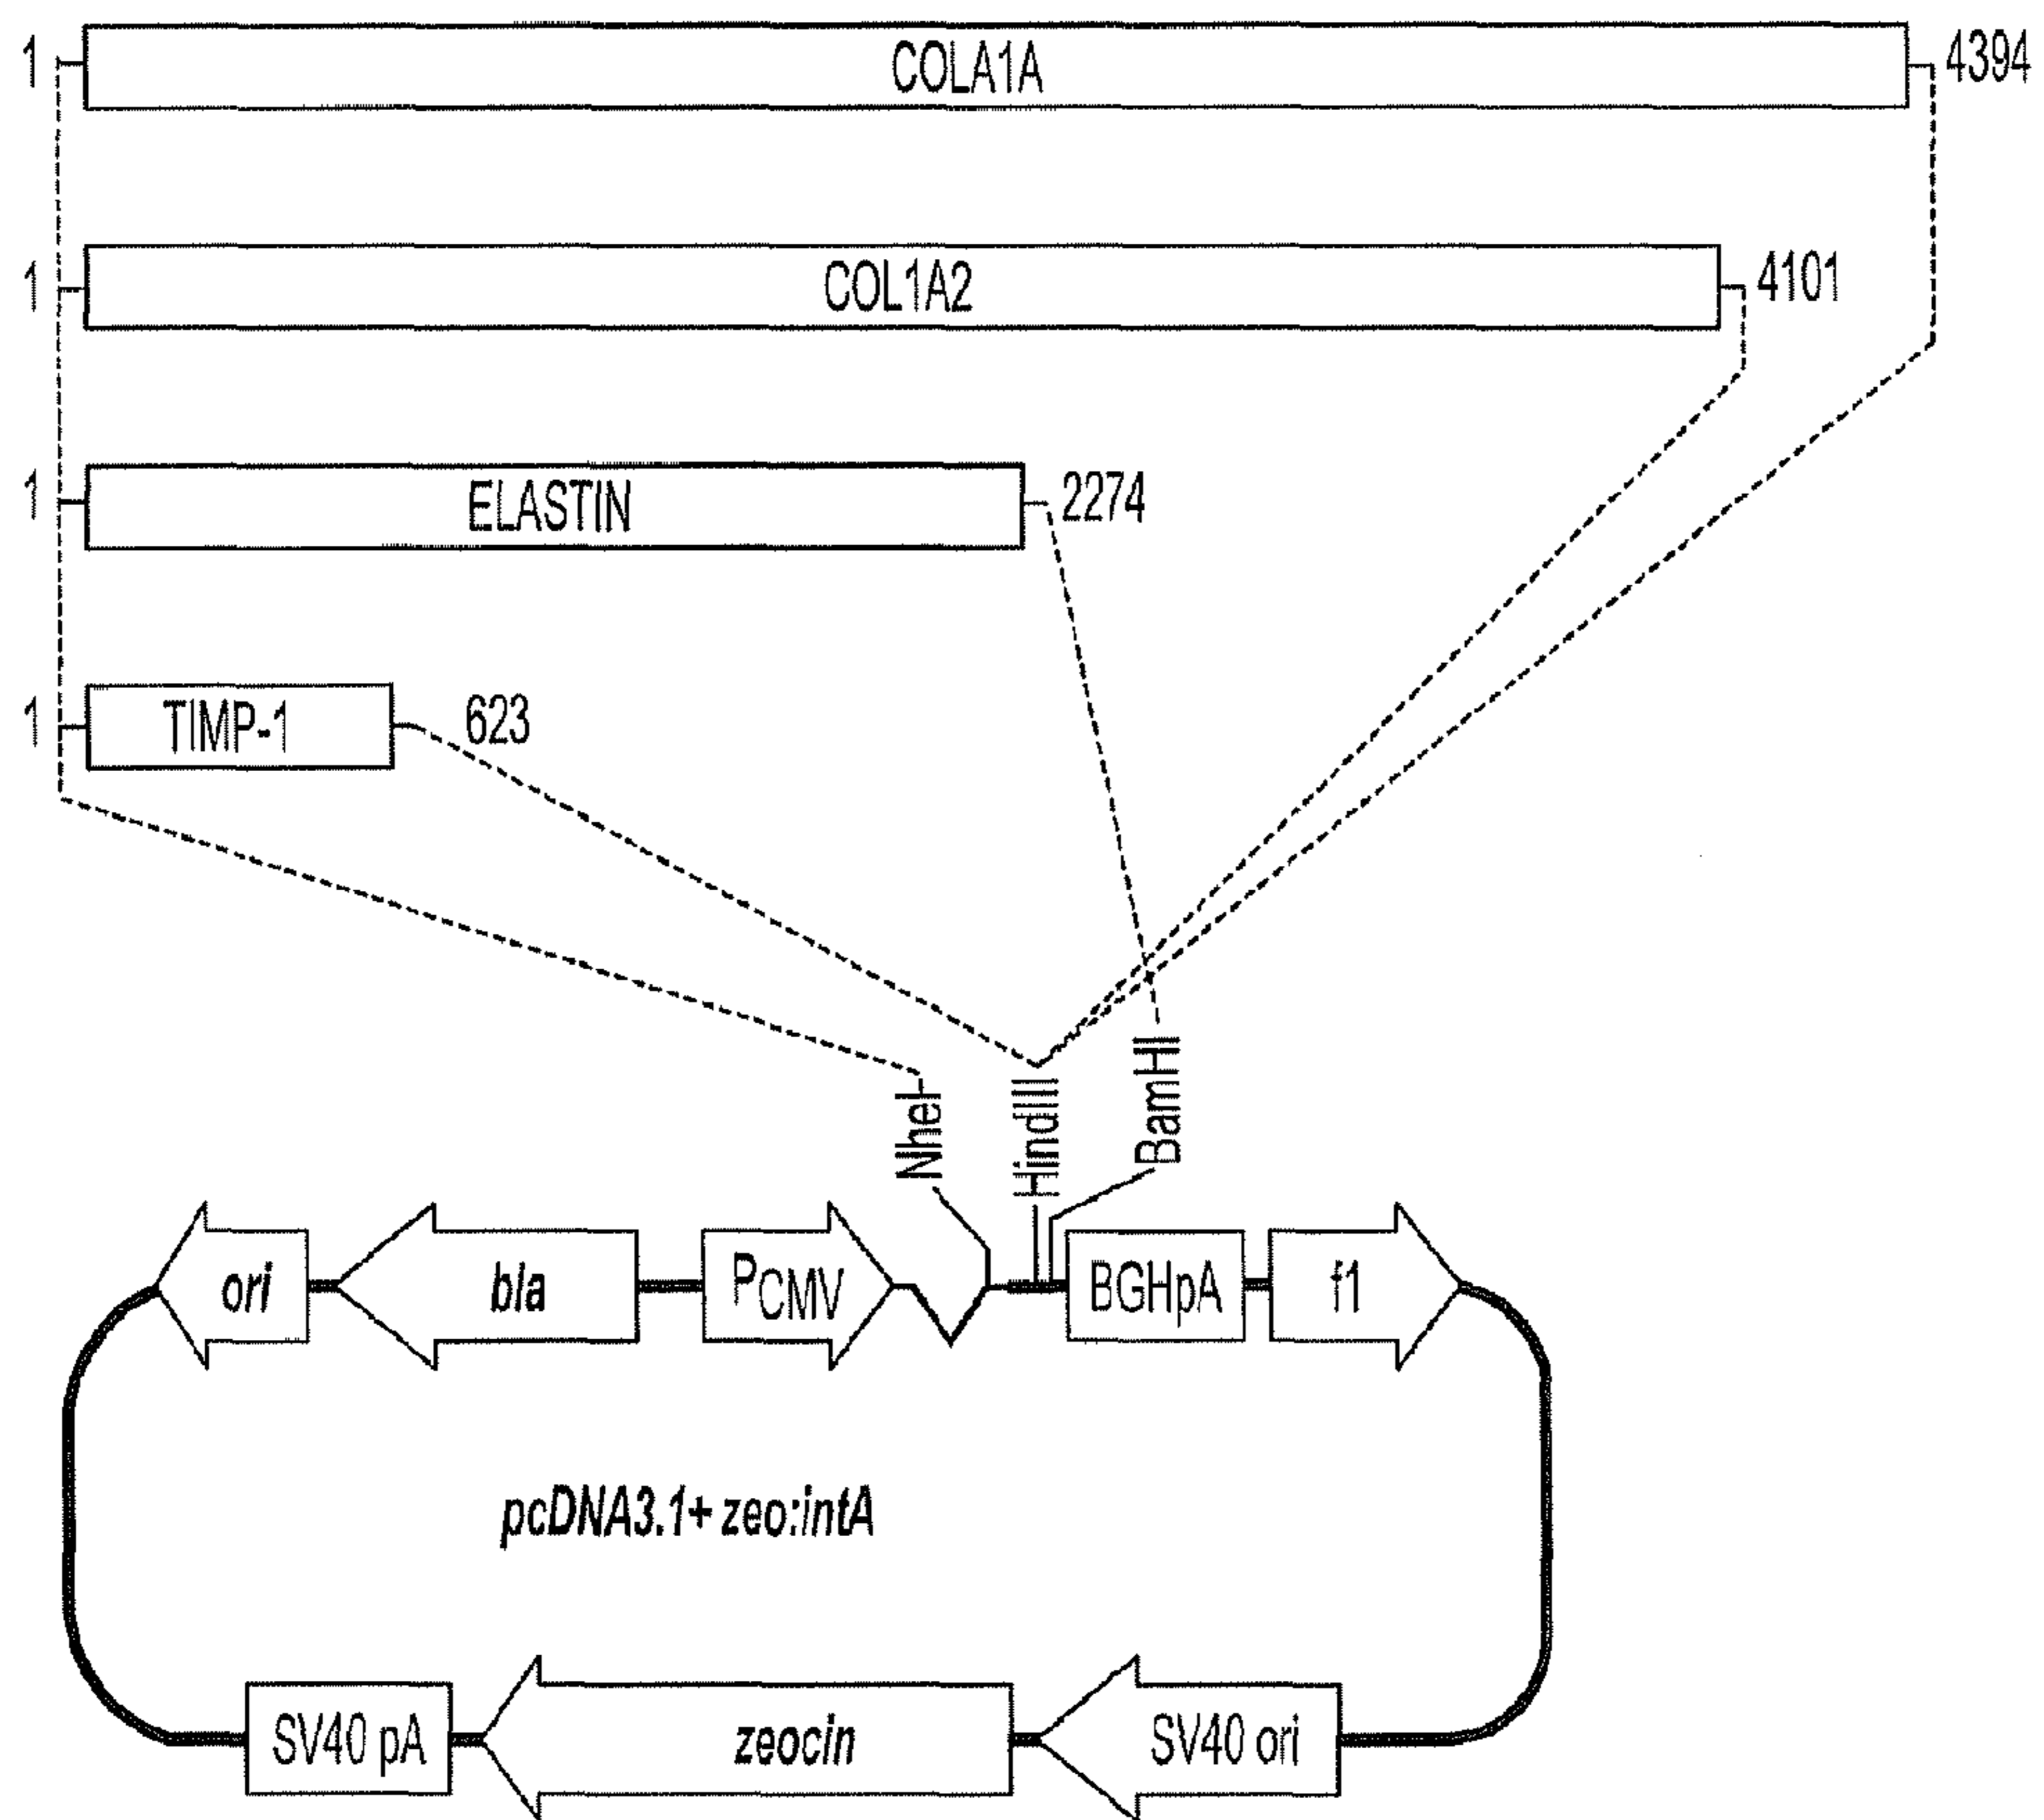 1 COLA1A 4394
1 COL1A2 4101
1 ELASTIN 2274
1 TIMP-1 623
NheI
HindIII
BamHI
ori bla PCMV BGHpA f1
pcDNA3.1+ zeo:intA
SV40 pA zeocin SV40 ori